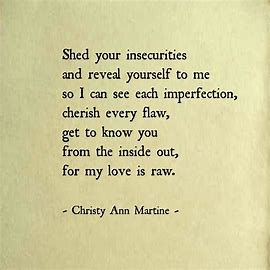 Shed your insecurities
and reveal yourself to me
so I can see each imperfection,
cherish every flaw,
get to know you
from the inside out,
for my love is raw.
- Christy Ann Martine -